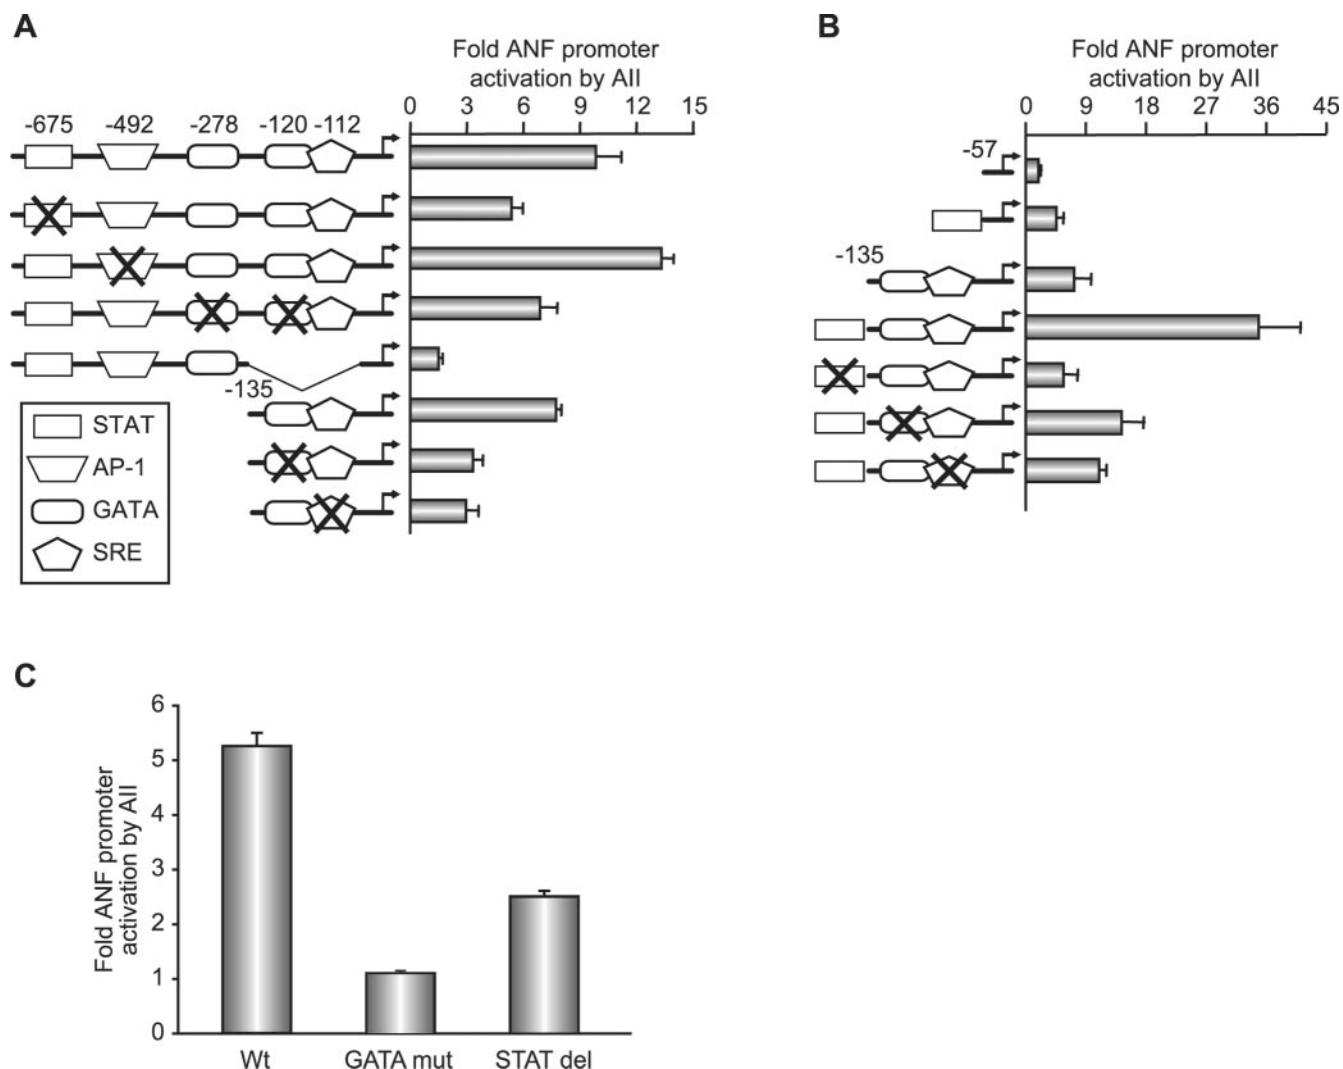 A
Fold ANF promoter
activation by AII
0 3 6 9 12 15
-675 -492 -278 -120 -112
-135
STAT
AP-1
GATA
SRE
B
Fold ANF promoter
activation by AII
0 9 18 27 36 45
-57
-135
C
Fold ANF promoter
activation by AII
6
5
4
3
2
1
0
Wt GATA mut STAT del